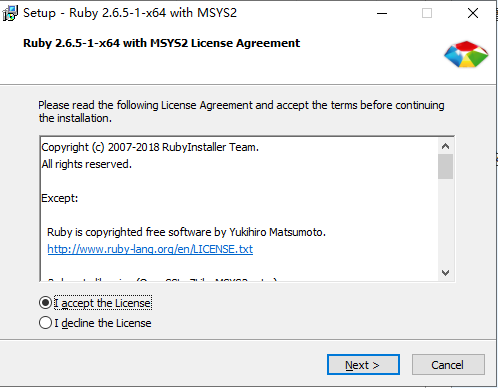 Setup - Ruby 2.6.5-1-x64 with MSYS2
Ruby 2.6.5-1-x64 with MSYS2 License Agreement
Please read the following License Agreement and accept the terms before continuing
the installation.
Copyright (c) 2007-2018 RubyInstaller Team.
All rights reserved.
Except:
Ruby is copyrighted free software by Yukihiro Matsumoto.
http://www.ruby-lang.org/en/LICENSE.txt
I accept the License
I decline the License
Next >
Cancel